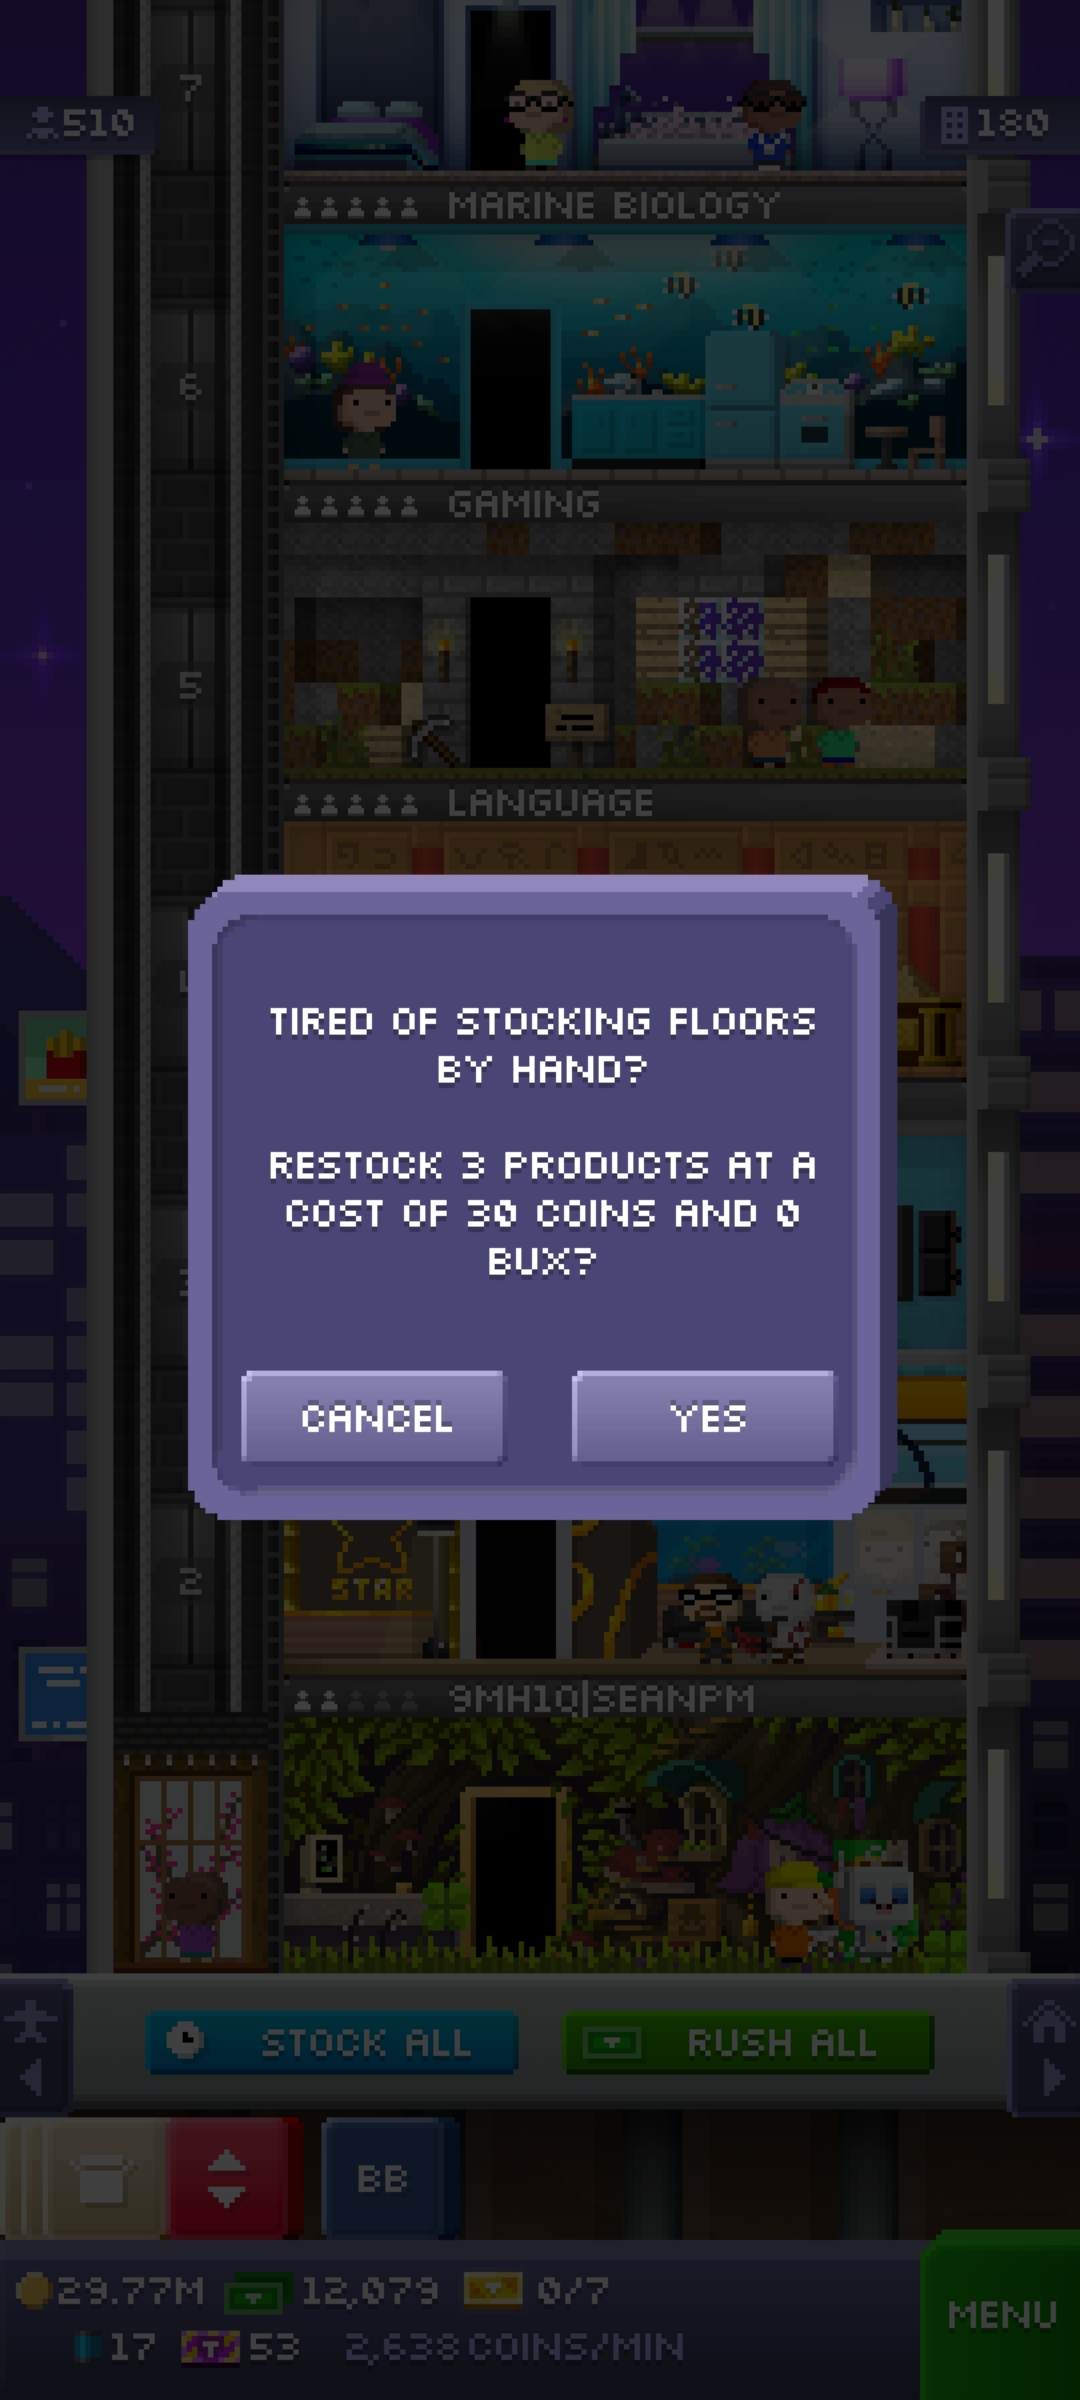 7
510
180
MARINE BIOLOGY
6
GAMING
5
LANGUAGE
TIRED OF STOCKING FLOORS
BY HAND?
RESTOCK 3 PRODUCTS AT A
COST OF 30 COINS AND 0
BUX?
CANCEL
YES
2
STAR
9MH1Q|SEANPM
STOCK ALL
RUSH ALL
BB
29.77M
12,079
0/7
17
53
2,638 COINS/MIN
MENU